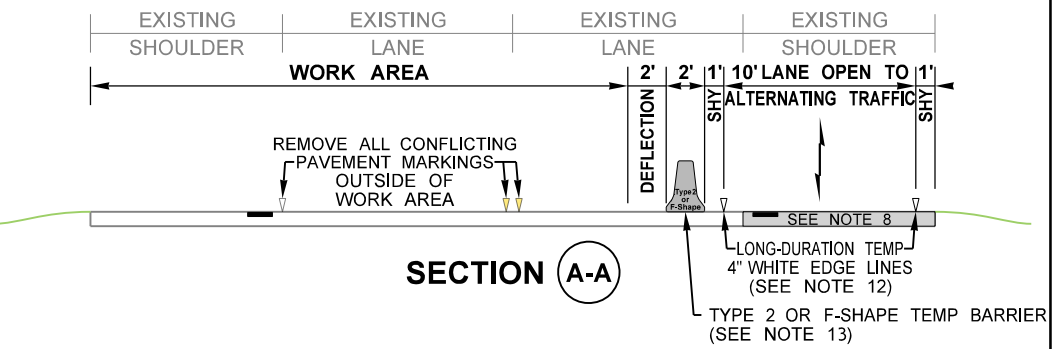 EXISTING EXISTING EXISTING EXISTING
SHOULDER LANE LANE SHOULDER
WORK AREA 2' 2' 1' 10' LANE OPEN TO 1'
ALTERNATING TRAFFIC
DEFLECTION
SHY
SHY
REMOVE ALL CONFLICTING
PAVEMENT MARKINGS
OUTSIDE OF
WORK AREA
Type 2
or
F-Shape
SEE NOTE 8
LONG-DURATION TEMP
4" WHITE EDGE LINES
(SEE NOTE 12)
SECTION A-A
TYPE 2 OR F-SHAPE TEMP BARRIER
(SEE NOTE 13)